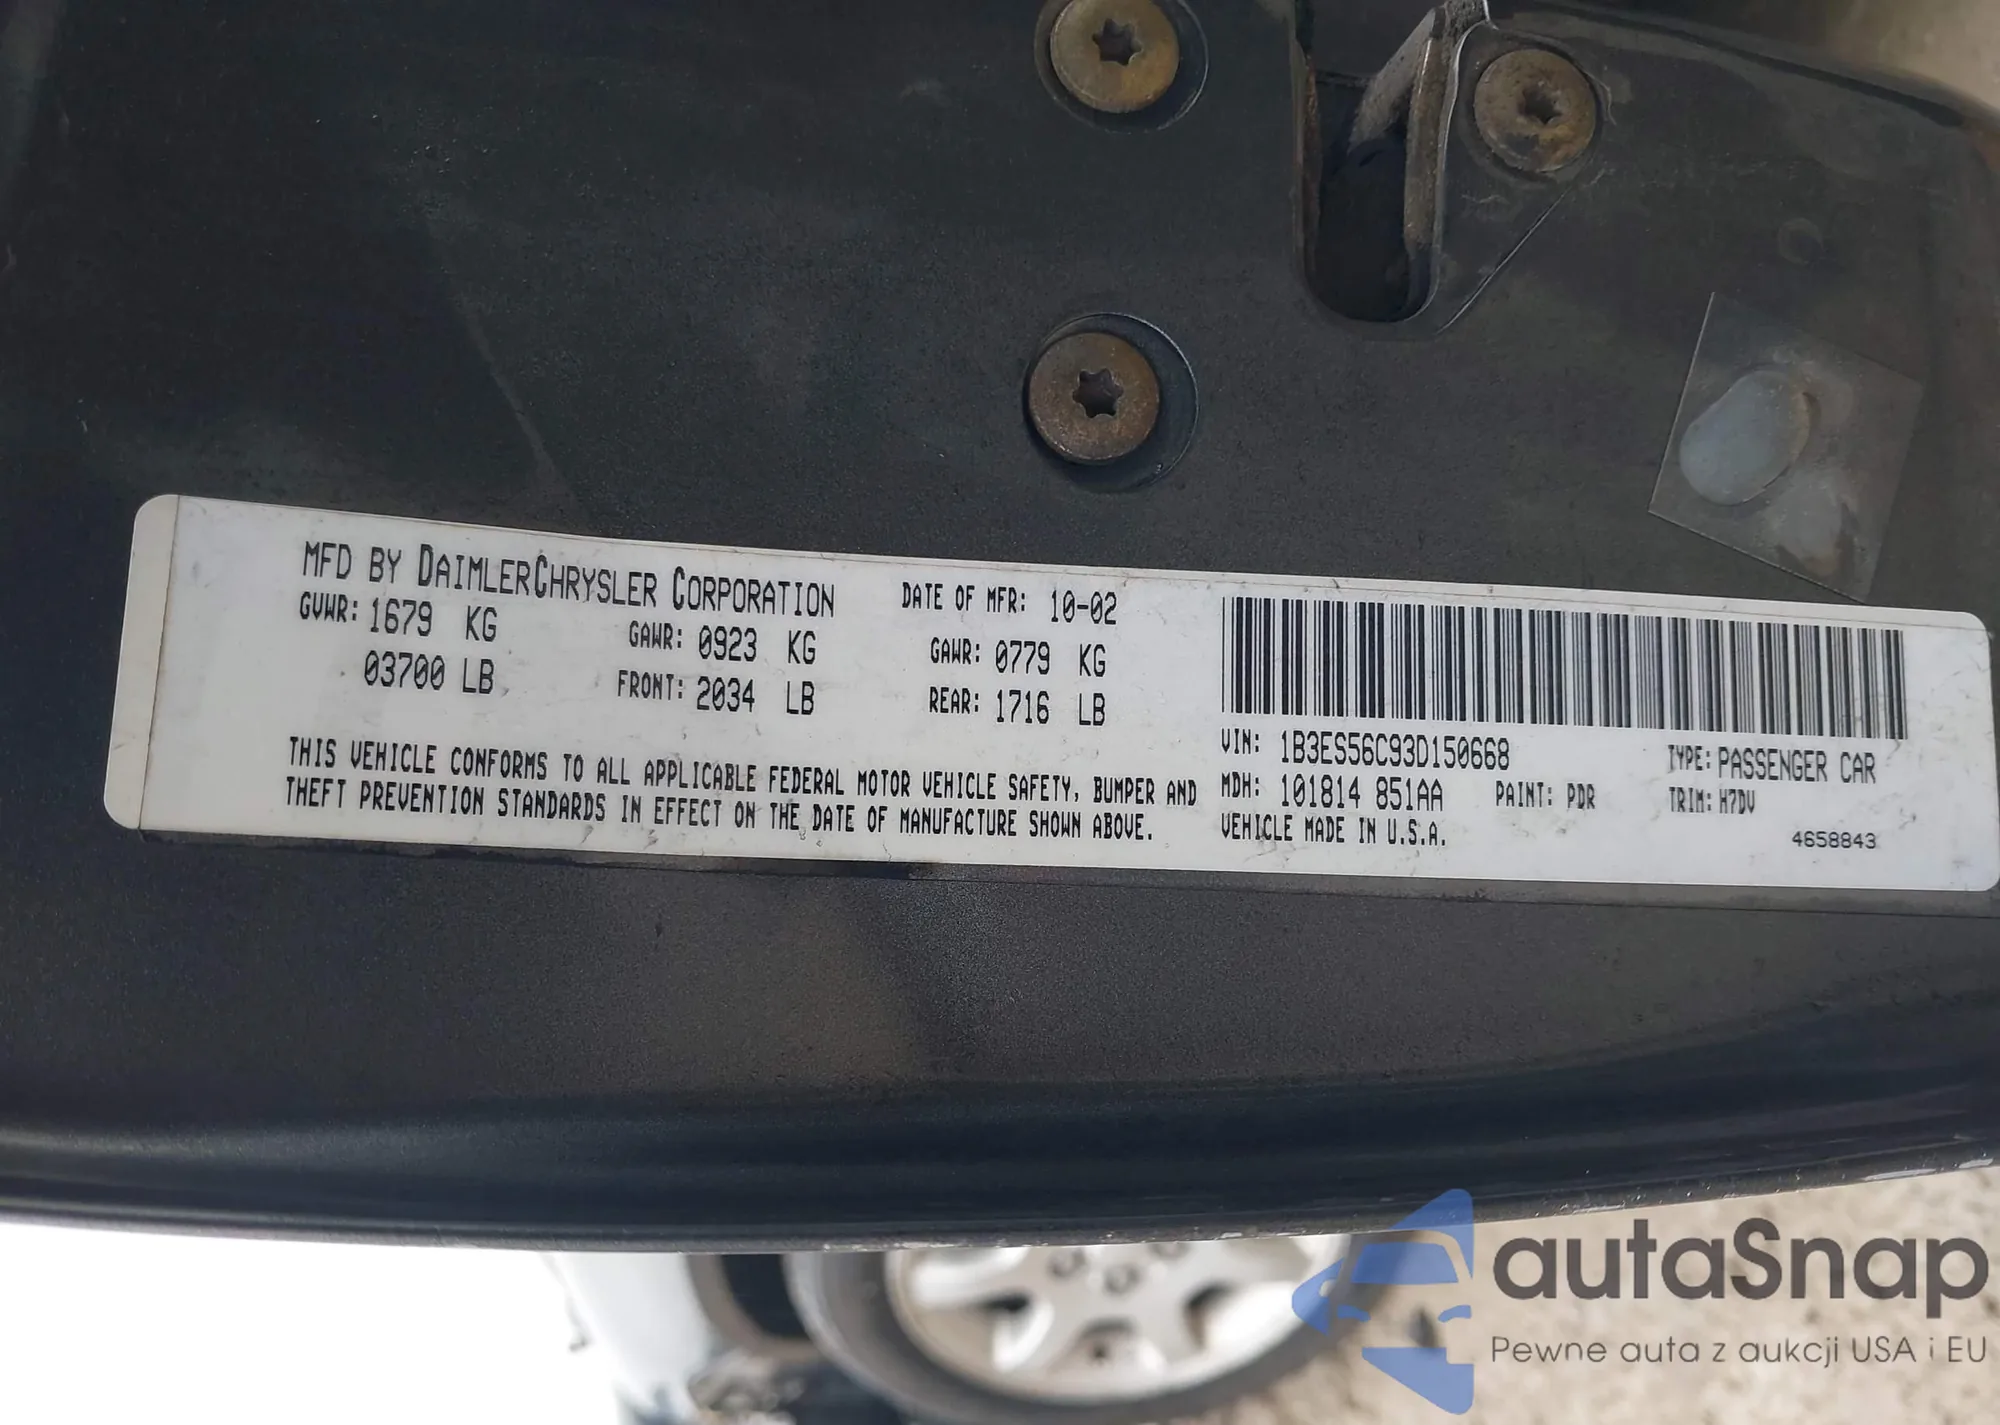 MFD BY DAIMLERCHRYSLER CORPORATION DATE OF MFR: 10-02
GVWR: 1679 KG GAWR: 0923 KG GAWR: 0779 KG
03700 LB FRONT: 2034 LB REAR: 1716 LB
THIS VEHICLE CONFORMS TO ALL APPLICABLE FEDERAL MOTOR VEHICLE SAFETY, BUMPER AND
THEFT PREVENTION STANDARDS IN EFFECT ON THE DATE OF MANUFACTURE SHOWN ABOVE.
VIN: 1B3ES56C93D150668 TYPE: PASSENGER CAR
MDH: 101814 851AA PAINT: PDR TRIM: H7DV
VEHICLE MADE IN U.S.A. 4658843
autaSnap
Pewne auta z aukcji USA i EU